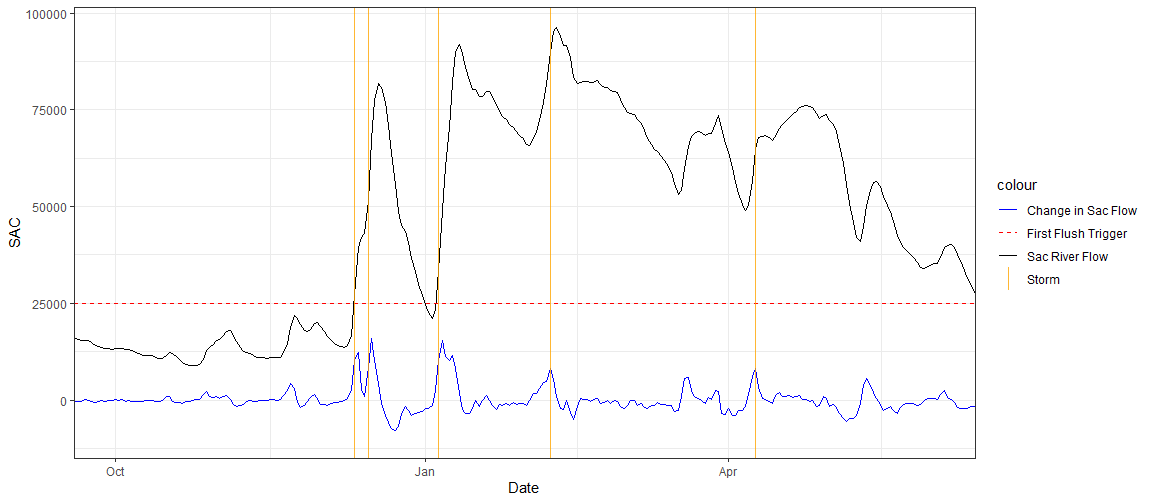 100000
75000
50000
25000
0
SAC
Oct
Jan
Apr
Date
colour
Change in Sac Flow
First Flush Trigger
Sac River Flow
Storm